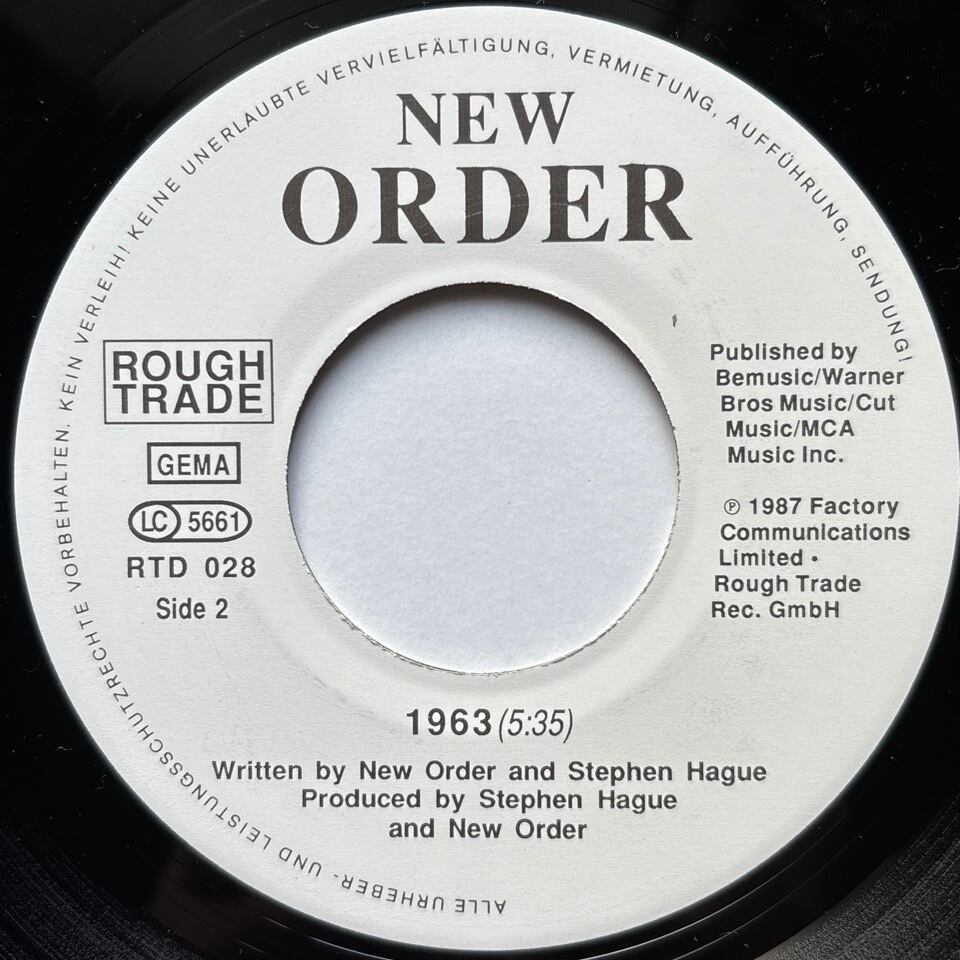 ALLE URHEBER- UND LEISTUNGSSCHUTZRECHTE VORBEHALTEN. KEIN VERLEIH! KEINE UNERLAUBTE VERVIELFÄLTIGUNG, VERMIETUNG, AUFFÜHRUNG, SENDUNG!
NEW
ORDER
ROUGH
TRADE
GEMA
LC 5661
RTD 028
Side 2
Published by
Bemusic/Warner
Bros Music/Cut
Music/MCA
Music Inc.
℗ 1987 Factory
Communications
Limited •
Rough Trade
Rec. GmbH
1963 (5:35)
Written by New Order and Stephen Hague
Produced by Stephen Hague
and New Order